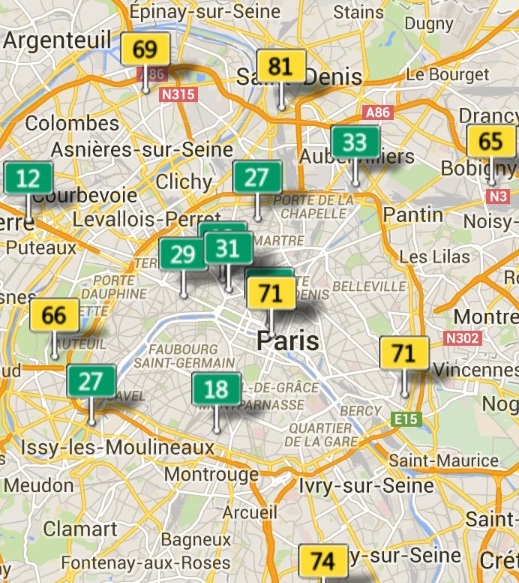 Épinay-sur-Seine
Stains
Dugny
Argenteuil
69
A86
81
Saint-Denis
Le Bourget
N315
A86
Drancy
Colombes
Asnières-sur-Seine
33
Aubervilliers
65
Bobigny
12
Courbevoie
Clichy
27
N3
Levallois-Perret
PORTE DE LA
CHAPELLE
Pantin
Noisy-
Puteaux
29
31
MARTRE
Les Lilas
PORTE
DAUPHINE
71
DENIS
BELLEVILLE
66
AUTEUIL
Paris
Montre
N302
FAUBOURG
SAINT-GERMAIN
71
Vincennes
27
18
L-DE-GRÂCE
MONTPARNASSE
BERCY
E15
Nog
QUARTIER
DE LA GARE
Issy-les-Moulineaux
Saint-Maurice
Meudon
Montrouge
Ivry-sur-Seine
Arcueil
Saint-
Clamart
Bagneux
74
y-sur-Seine
Fontenay-aux-Roses
Crét